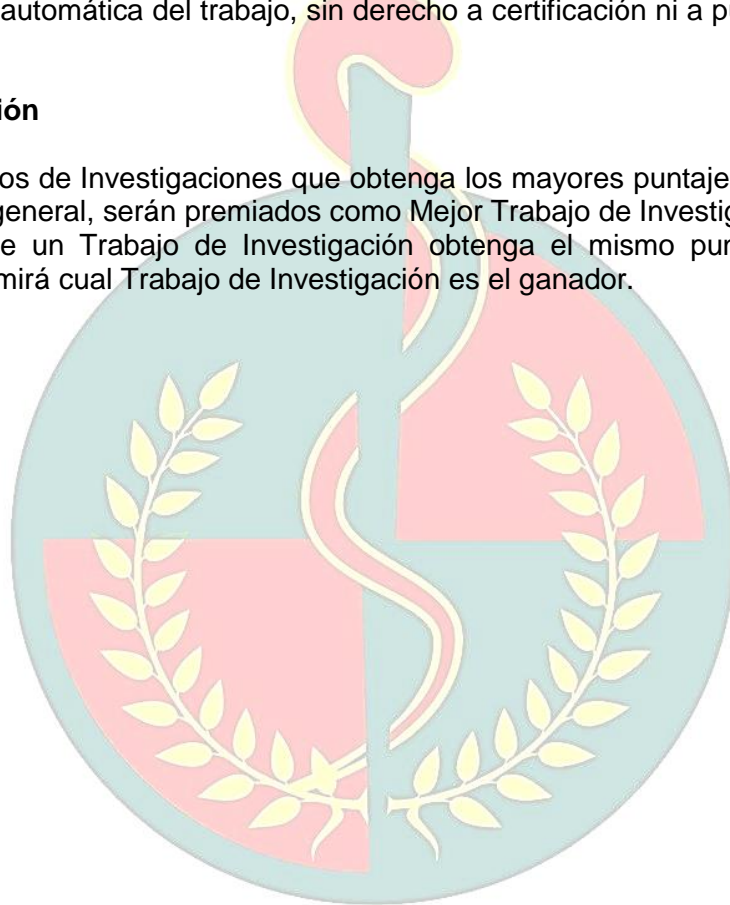 automática del trabajo, sin derecho a certificación ni a pu
ión
os de Investigaciones que obtenga los mayores puntaje
general, serán premiados como Mejor Trabajo de Investig
e un Trabajo de Investigación obtenga el mismo pun
mirá cual Trabajo de Investigación es el ganador.